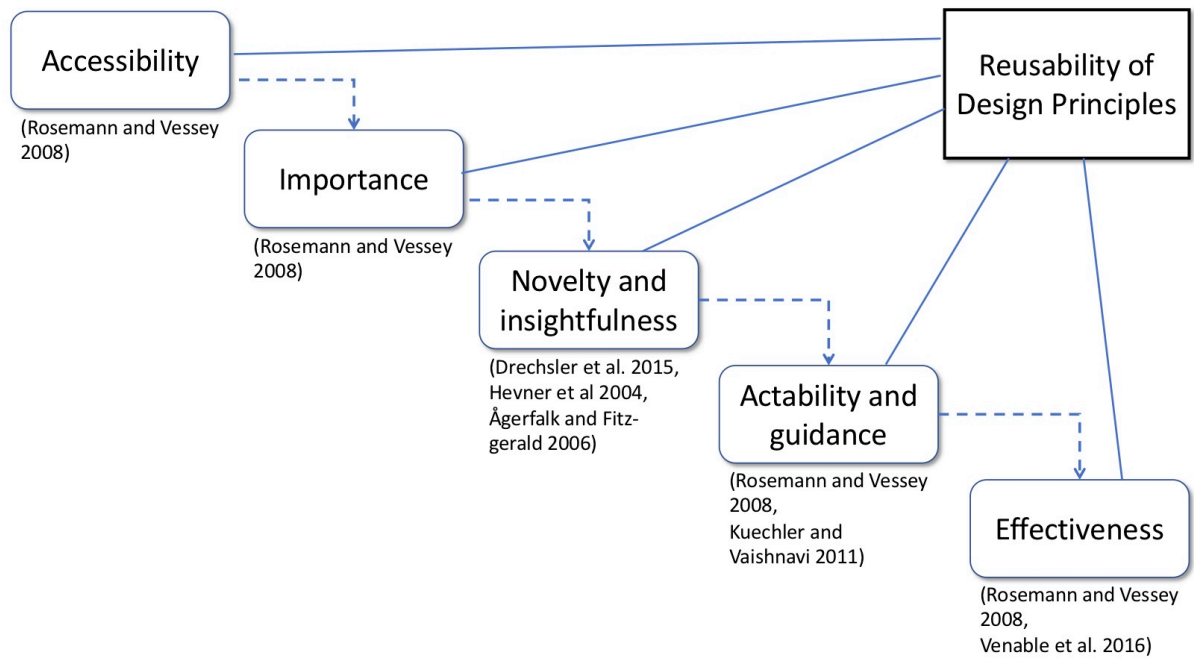 Accessibility
(Rosemann and Vessey
2008)
Reusability of
Design Principles
Importance
(Rosemann and Vessey
2008)
Novelty and
insightfulness
(Drechsler et al. 2015,
Hevner et al 2004,
Ågerfalk and Fitz-
gerald 2006)
Actability and
guidance
(Rosemann and Vessey
2008,
Kuechler and
Vaishnavi 2011)
Effectiveness
(Rosemann and Vessey
2008,
Venable et al. 2016)